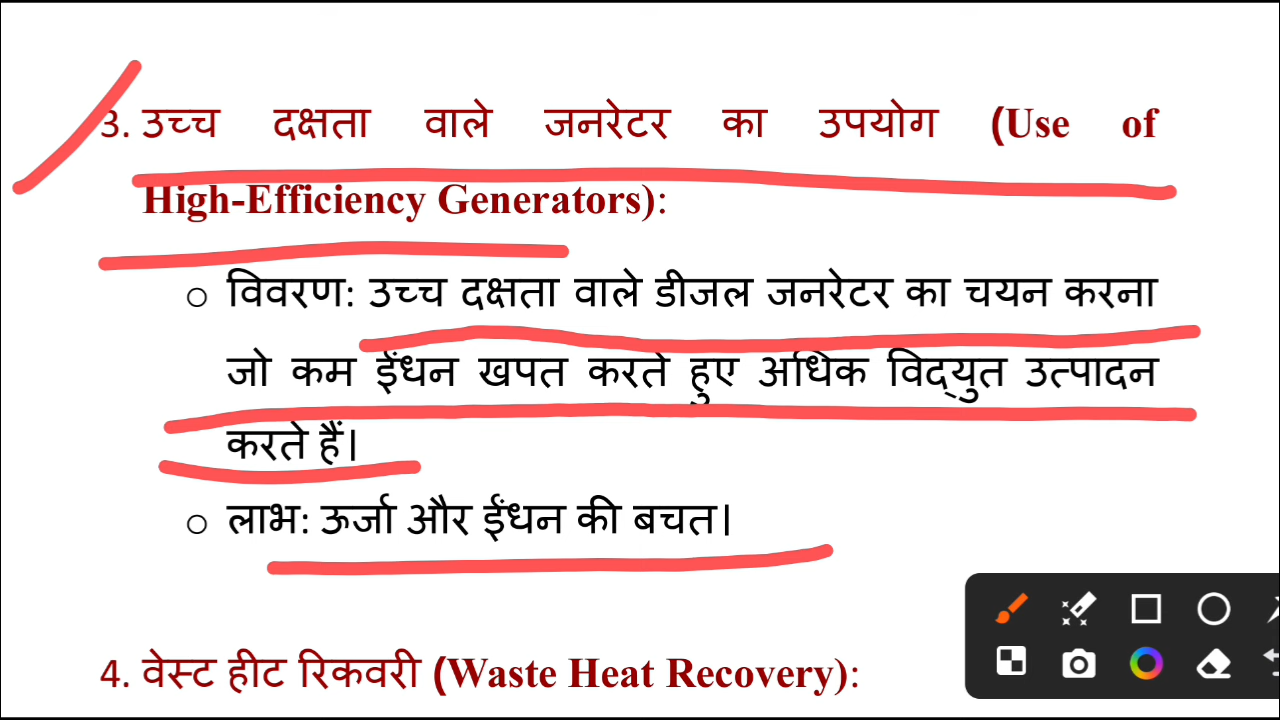 3. उच्च दक्षता वाले जनरेटर का उपयोग (Use of
High-Efficiency Generators):
○ विवरण: उच्च दक्षता वाले डीजल जनरेटर का चयन करना
जो कम ईंधन खपत करते हुए अधिक विद्युत उत्पादन
करते हैं।
○ लाभ: ऊर्जा और ईंधन की बचत।
4. वेस्ट हीट रिकवरी (Waste Heat Recovery):